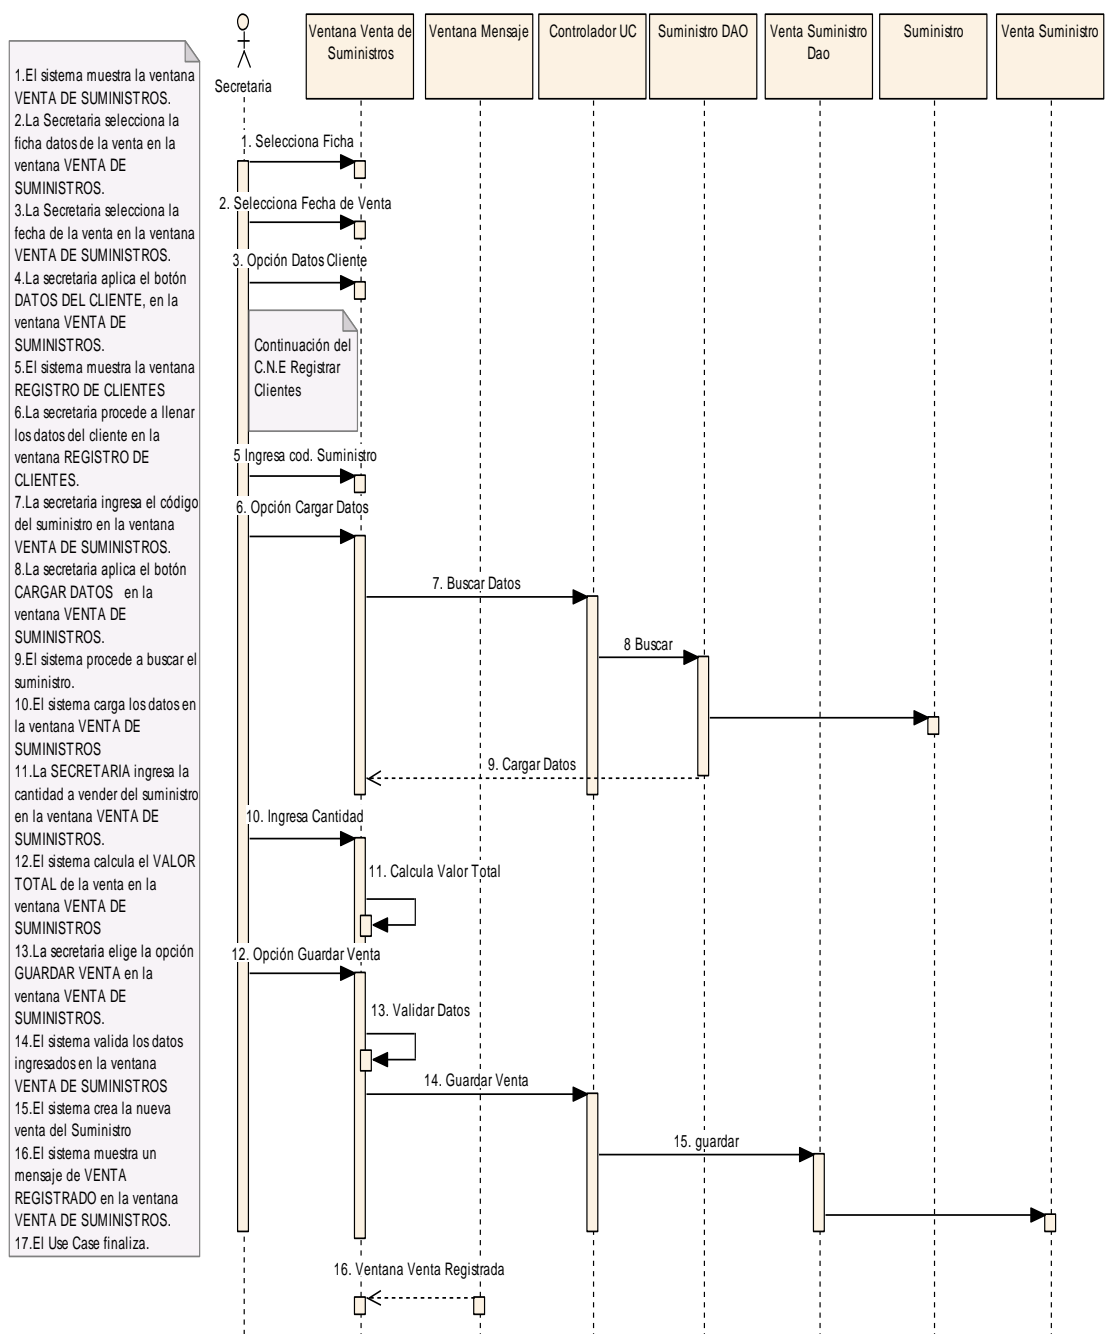 1.El sistema muestra la ventana
VENTA DE SUMINISTROS.
2.La Secretaria selecciona la
ficha datos de la venta en la
ventana VENTA DE
SUMINISTROS.
3.La Secretaria selecciona la
fecha de la venta en la ventana
VENTA DE SUMINISTROS.
4.La secretaria aplica el botón
DATOS DEL CLIENTE, en la
ventana VENTA DE
SUMINISTROS.
5.El sistema muestra la ventana
REGISTRO DE CLIENTES
6.La secretaria procede a llenar
los datos del cliente en la
ventana REGISTRO DE
CLIENTES.
7.La secretaria ingresa el código
del suministro en la ventana
VENTA DE SUMINISTROS.
8.La secretaria aplica el botón
CARGAR DATOS en la
ventana VENTA DE
SUMINISTROS.
9.El sistema procede a buscar el
suministro.
10.El sistema carga los datos en
la ventana VENTA DE
SUMINISTROS
11.La SECRETARIA ingresa la
cantidad a vender del suministro
en la ventana VENTA DE
SUMINISTROS.
12.El sistema calcula el VALOR
TOTAL de la venta en la
ventana VENTA DE
SUMINISTROS
13.La secretaria elige la opción
GUARDAR VENTA en la
ventana VENTA DE
SUMINISTROS.
14.El sistema valida los datos
ingresados en la ventana
VENTA DE SUMINISTROS
15.El sistema crea la nueva
venta del Suministro
16.El sistema muestra un
mensaje de VENTA
REGISTRADO en la ventana
VENTA DE SUMINISTROS.
17.El Use Case finaliza.
Secretaria
Ventana Venta de
Suministros
Ventana Mensaje
Controlador UC
Suministro DAO
Venta Suministro
Dao
Suministro
Venta Suministro
1. Selecciona Ficha
2. Selecciona Fecha de Venta
3. Opción Datos Cliente
Continuación del
C.N.E Registrar
Clientes
5 Ingresa cod. Suministro
6. Opción Cargar Datos
7. Buscar Datos
8 Buscar
9. Cargar Datos
10. Ingresa Cantidad
11. Calcula Valor Total
12. Opción Guardar Venta
13. Validar Datos
14. Guardar Venta
15. guardar
16. Ventana Venta Registrada